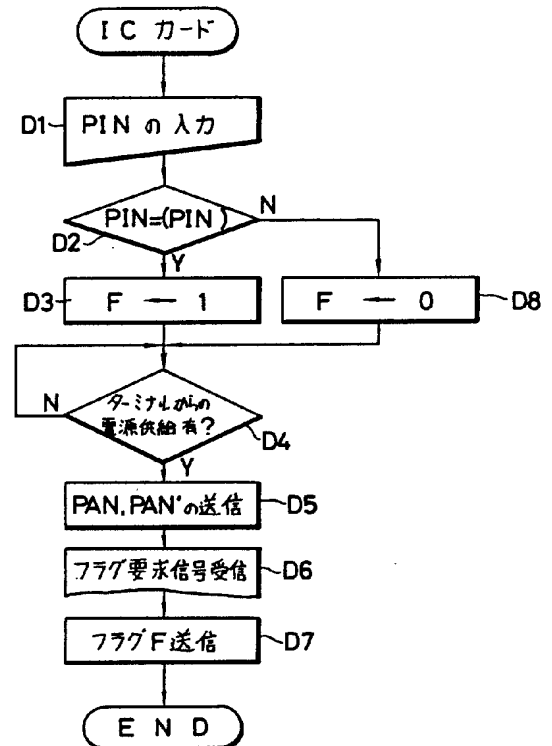 IC カード
D1
PINの入力
PIN=(PIN)
N
D2
Y
D3
F ← 1
F ← 0
D8
N
ターミナルからの
電源供給有?
D4
Y
PAN,PAN'の送信
D5
フラグ要求信号受信
D6
フラグF送信
D7
END